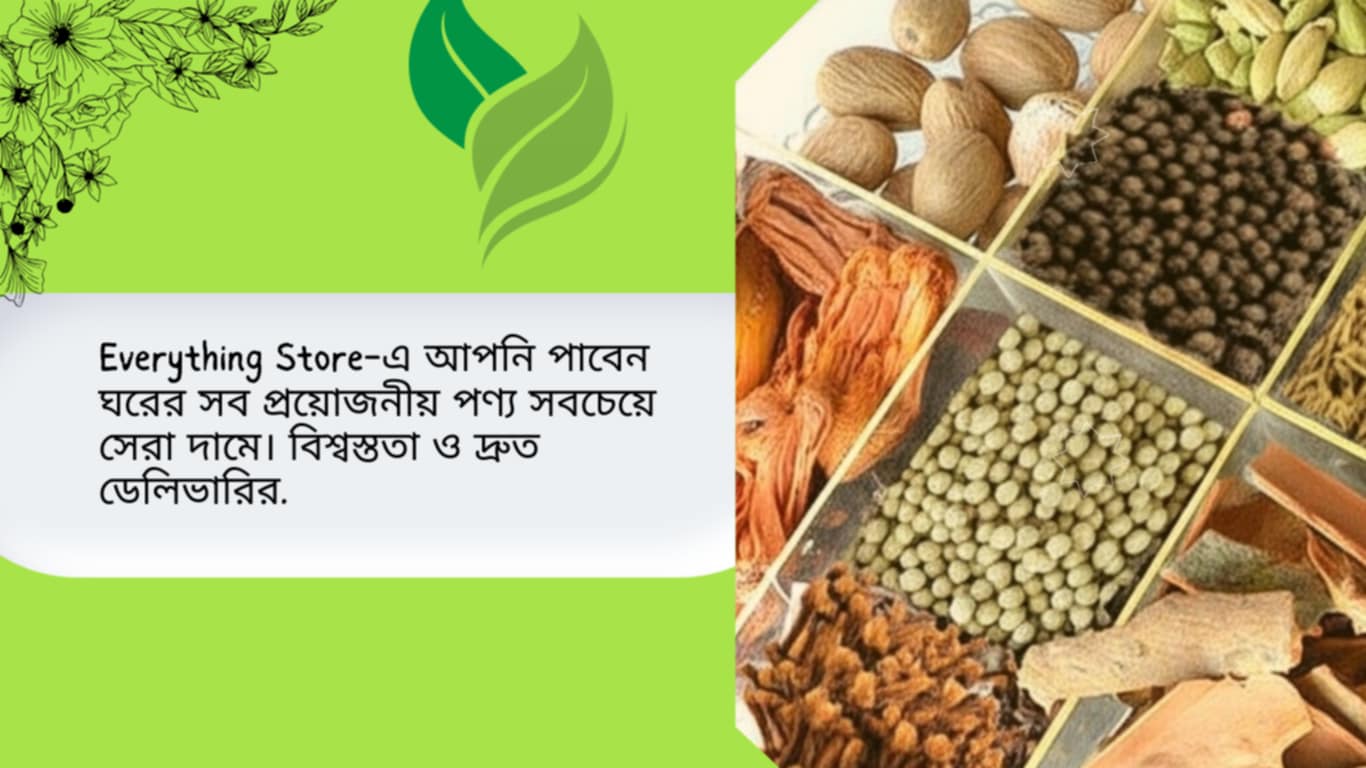 Everything Store-এ আপনি পাবেন
ঘরের সব প্রয়োজনীয় পণ্য সবচেয়ে
সেরা দামে। বিশ্বস্ততা ও দ্রুত
ডেলিভারির.